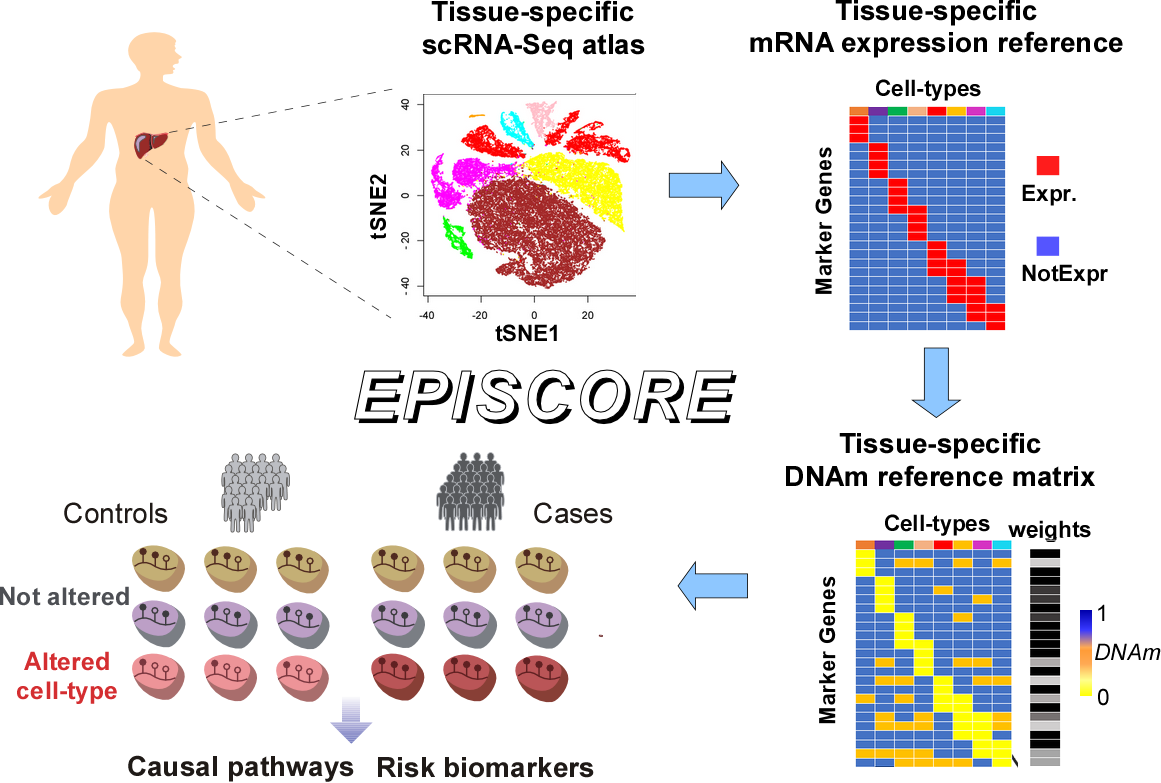 Tissue-specific
scRNA-Seq atlas
Tissue-specific
mRNA expression reference
tSNE2
40
20
0
-20
-40
-40
-20
0
20
tSNE1
Cell-types
Marker Genes
Expr.
NotExpr
EPISCORE
Tissue-specific
DNAm reference matrix
Cell-types
weights
Marker Genes
1
DNAm
0
Controls
Cases
Not altered
Altered
cell-type
Causal pathways
Risk biomarkers